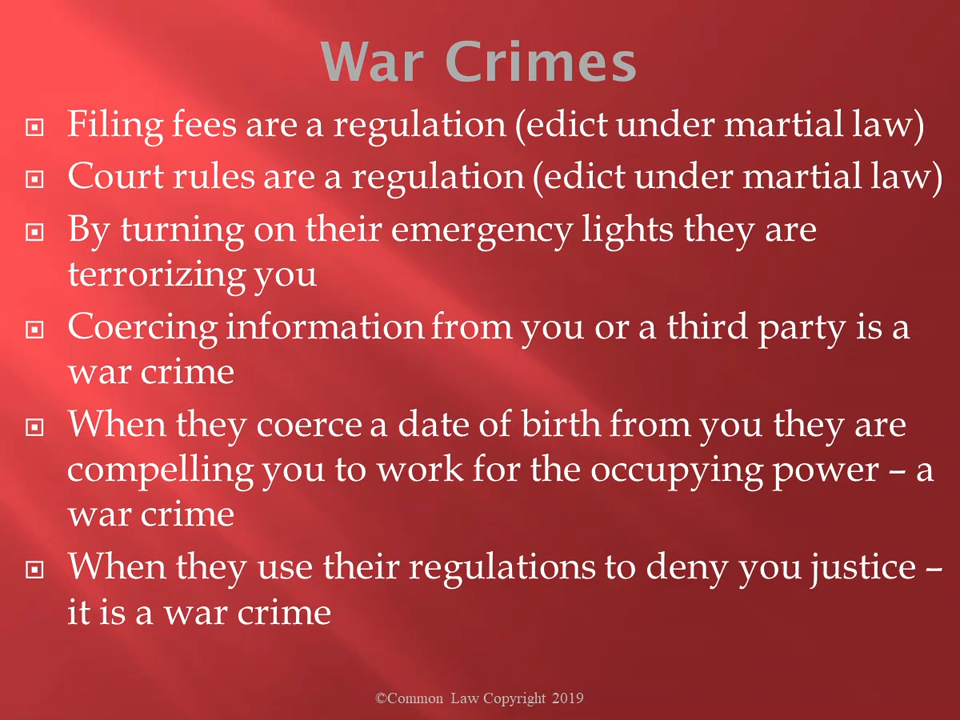 War Crimes
Filing fees are a regulation (edict under martial law)
Court rules are a regulation (edict under martial law)
By turning on their emergency lights they are
terrorizing you
Coercing information from you or a third party is a
war crime
When they coerce a date of birth from you they are
compelling you to work for the occupying power – a
war crime
When they use their regulations to deny you justice –
it is a war crime
©Common Law Copyright 2019